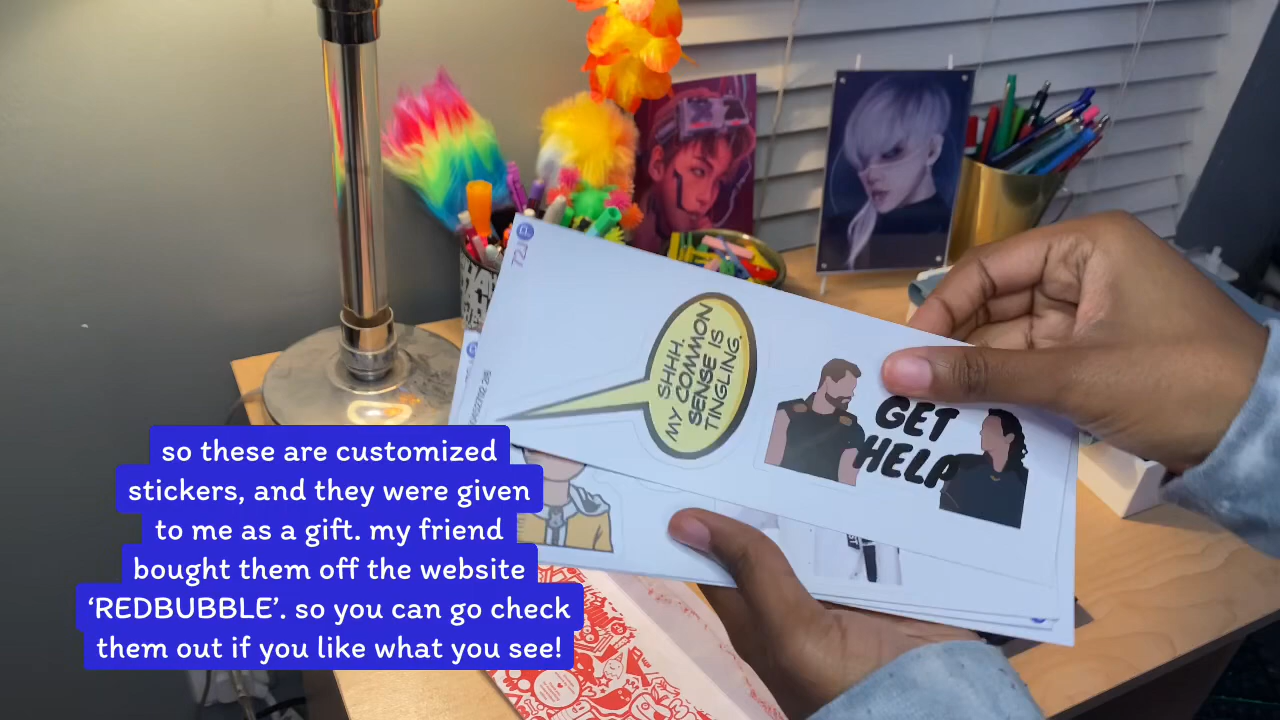 so these are customized
stickers, and they were given
to me as a gift. my friend
bought them off the website
‘REDBUBBLE’. so you can go check
them out if you like what you see!
SHHH.
MY COMMON
SENSE IS
TINGLING.
GET
HELP